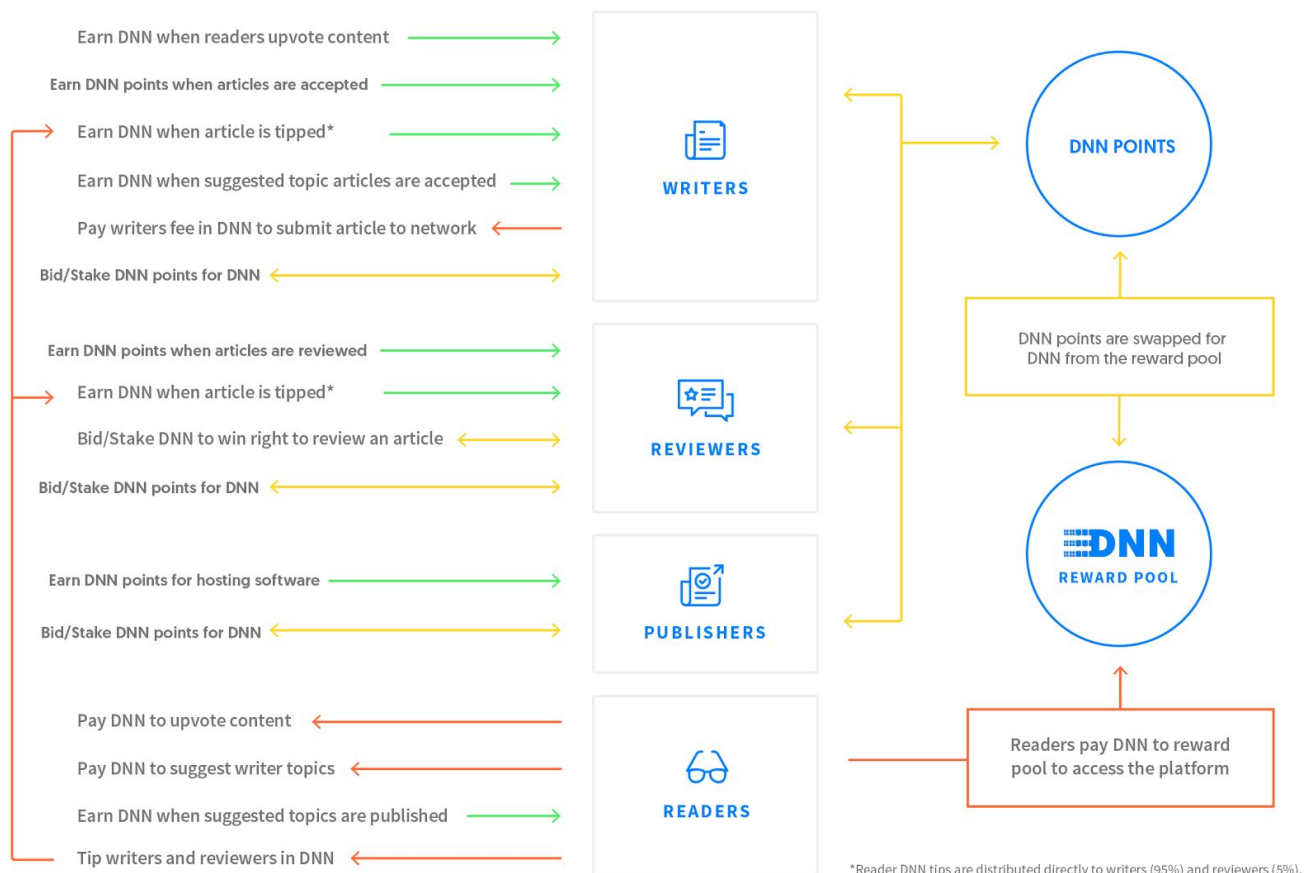 Earn DNN when readers upvote content
Earn DNN points when articles are accepted
Earn DNN when article is tipped*
Earn DNN when suggested topic articles are accepted
Pay writers fee in DNN to submit article to network
Bid/Stake DNN points for DNN
WRITERS
Earn DNN points when articles are reviewed
Earn DNN when article is tipped*
Bid/Stake DNN to win right to review an article
Bid/Stake DNN points for DNN
REVIEWERS
Earn DNN points for hosting software
Bid/Stake DNN points for DNN
PUBLISHERS
Pay DNN to upvote content
Pay DNN to suggest writer topics
Earn DNN when suggested topics are published
Tip writers and reviewers in DNN
READERS
DNN POINTS
DNN points are swapped for
DNN from the reward pool
DNN
REWARD POOL
Readers pay DNN to reward
pool to access the platform
*Reader DNN tips are distributed directly to writers (95%) and reviewers (5%).